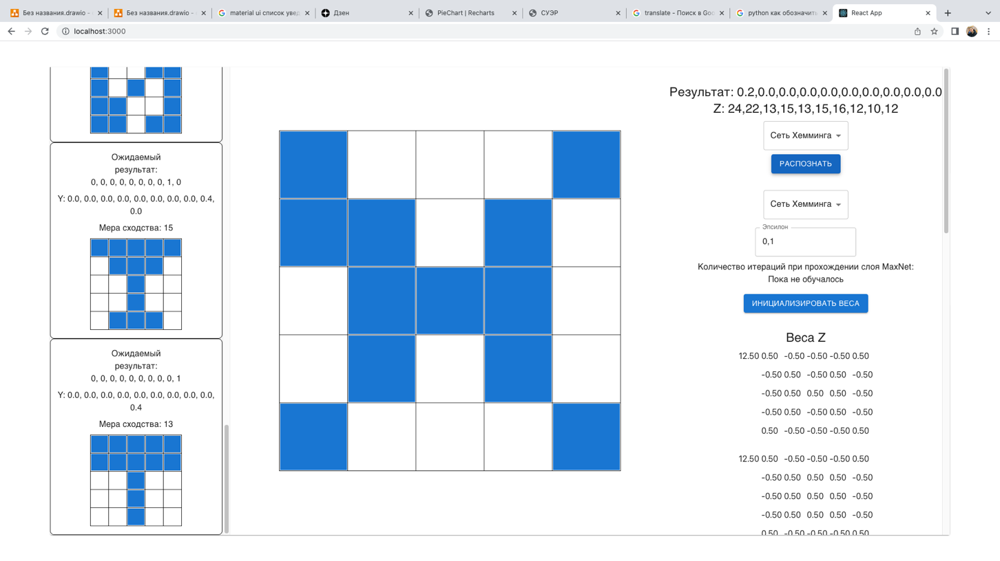 Без названия.drawio -
Без названия.drawio -
material ui список увед
Дзен
PieChart | Recharts
СУЭР
translate - Поиск в Goo
python как обозначить
React App
localhost:3000
Ожидаемый
результат:
0, 0, 0, 0, 0, 0, 0, 0, 1, 0
Y: 0.0, 0.0, 0.0, 0.0, 0.0, 0.0, 0.0, 0.0, 0.4,
0.0
Мера сходства: 15
Ожидаемый
результат:
0, 0, 0, 0, 0, 0, 0, 0, 0, 1
Y: 0.0, 0.0, 0.0, 0.0, 0.0, 0.0, 0.0, 0.0, 0.0,
0.4
Мера сходства: 13
Результат: 0.2,0.0,0.0,0.0,0.0,0.0,0.0,0.0,0.0,0.0
Z: 24,22,13,15,13,15,16,12,10,12
Сеть Хемминга
РАСПОЗНАТЬ
Сеть Хемминга
Эпсилон
0,1
Количество итераций при прохождении слоя MaxNet:
Пока не обучалось
ИНИЦИАЛИЗИРОВАТЬ ВЕСА
Веса Z
12.50 0.50 -0.50 -0.50 -0.50 0.50
-0.50 0.50 -0.50 0.50 -0.50
-0.50 0.50 0.50 0.50 -0.50
-0.50 0.50 -0.50 0.50 -0.50
0.50 -0.50 -0.50 -0.50 0.50
12.50 0.50 -0.50 -0.50 -0.50 0.50
-0.50 0.50 0.50 0.50 -0.50
-0.50 0.50 0.50 0.50 -0.50
-0.50 0.50 0.50 0.50 -0.50
0.50 -0.50 -0.50 -0.50 0.50